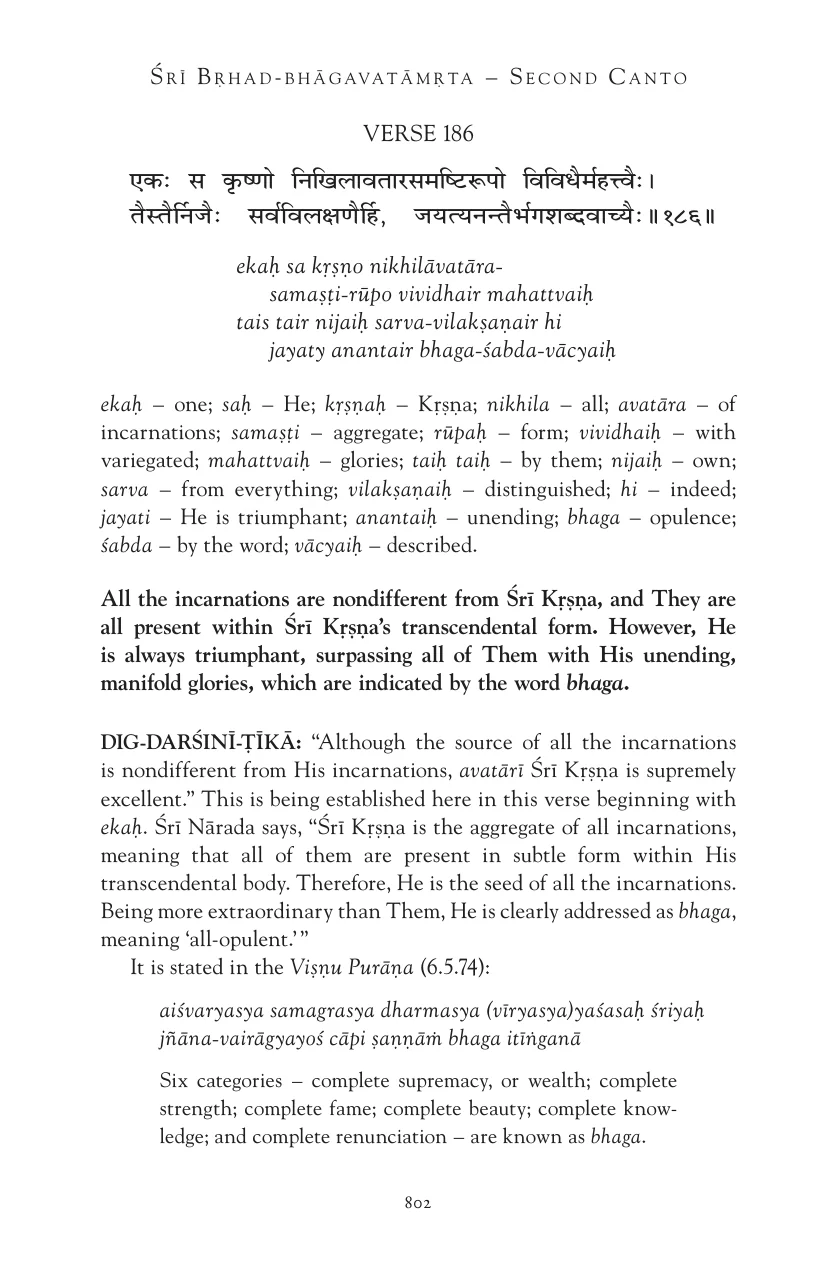 ŚRĪ BṚHAD-BHĀGAVATĀMṚTA – SECOND CANTO
VERSE 186
एकः स कृष्णो निखिलावतारसमष्टिरूपो विविधैर्महत्त्वैः।
तैस्तैर्निजैः सर्वविलक्षणैर्हि, जयत्यनन्तैर्भगशब्दवाच्यैः॥१८६॥
ekaḥ sa kṛṣṇo nikhilāvatāra-
samaṣṭi-rūpo vividhair mahattvaiḥ
tais tair nijaiḥ sarva-vilakṣaṇair hi
jayaty anantair bhaga-śabda-vācyaiḥ
ekaḥ – one; saḥ – He; kṛṣṇaḥ – Kṛṣṇa; nikhila – all; avatāra – of
incarnations; samaṣṭi – aggregate; rūpaḥ – form; vividhaiḥ – with
variegated; mahattvaiḥ – glories; taiḥ taiḥ – by them; nijaiḥ – own;
sarva – from everything; vilakṣaṇaiḥ – distinguished; hi – indeed;
jayati – He is triumphant; anantaiḥ – unending; bhaga – opulence;
śabda – by the word; vācyaiḥ – described.
All the incarnations are nondifferent from Śrī Kṛṣṇa, and They are
all present within Śrī Kṛṣṇa’s transcendental form. However, He
is always triumphant, surpassing all of Them with His unending,
manifold glories, which are indicated by the word bhaga.
DIG-DARŚINĪ-ṬĪKĀ: “Although the source of all the incarnations
is nondifferent from His incarnations, avatārī Śrī Kṛṣṇa is supremely
excellent.” This is being established here in this verse beginning with
ekaḥ. Śrī Nārada says, “Śrī Kṛṣṇa is the aggregate of all incarnations,
meaning that all of them are present in subtle form within His
transcendental body. Therefore, He is the seed of all the incarnations.
Being more extraordinary than Them, He is clearly addressed as bhaga,
meaning ‘all-opulent.’”
It is stated in the Viṣṇu Purāṇa (6.5.74):
aiśvaryasya samagrasya dharmasya (vīryasya)yaśasaḥ śriyaḥ
jñāna-vairāgyayoś cāpi ṣaṇṇāṁ bhaga itīṅganā
Six categories – complete supremacy, or wealth; complete
strength; complete fame; complete beauty; complete know-
ledge; and complete renunciation – are known as bhaga.
802